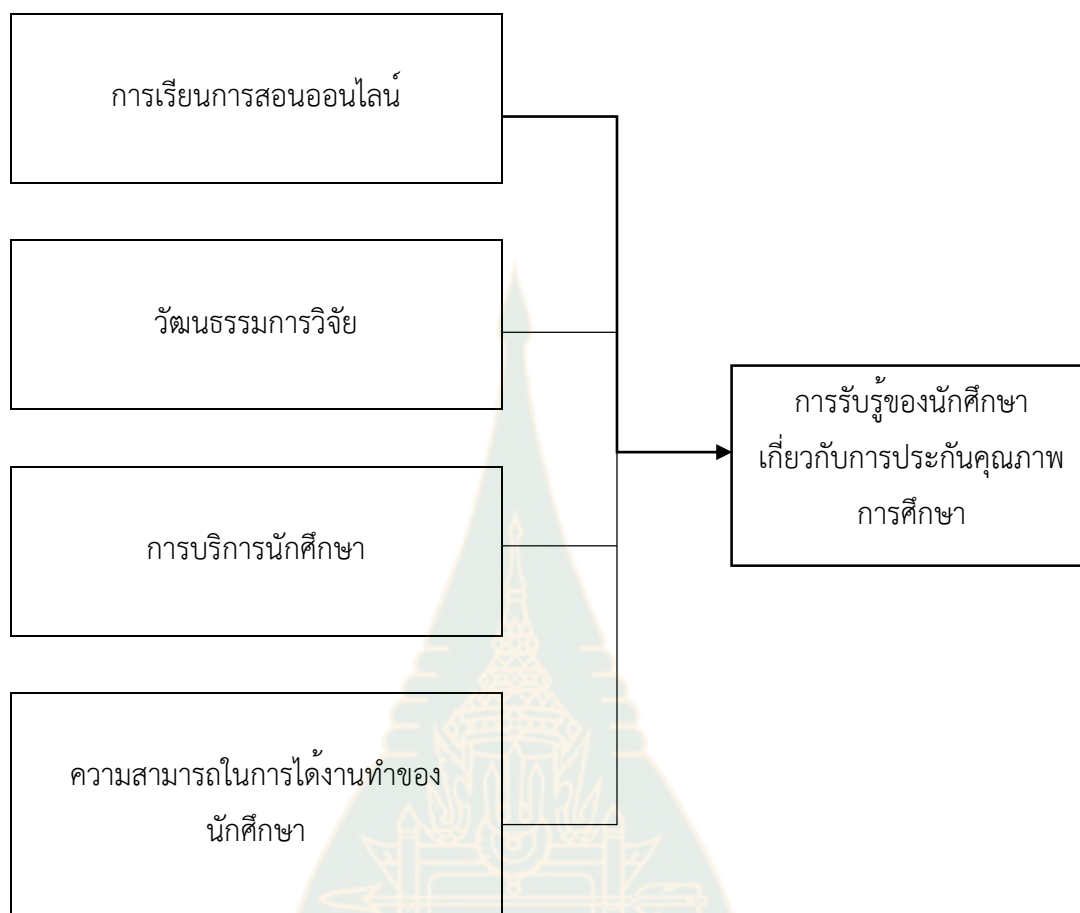 การเรียนการสอนออนไลน์
วัฒนธรรมการวิจัย
การบริการนักศึกษา
ความสามารถในการได้งานทำของ
นักศึกษา
การรับรู้ของนักศึกษา
เกี่ยวกับการประกันคุณภาพ
การศึกษา